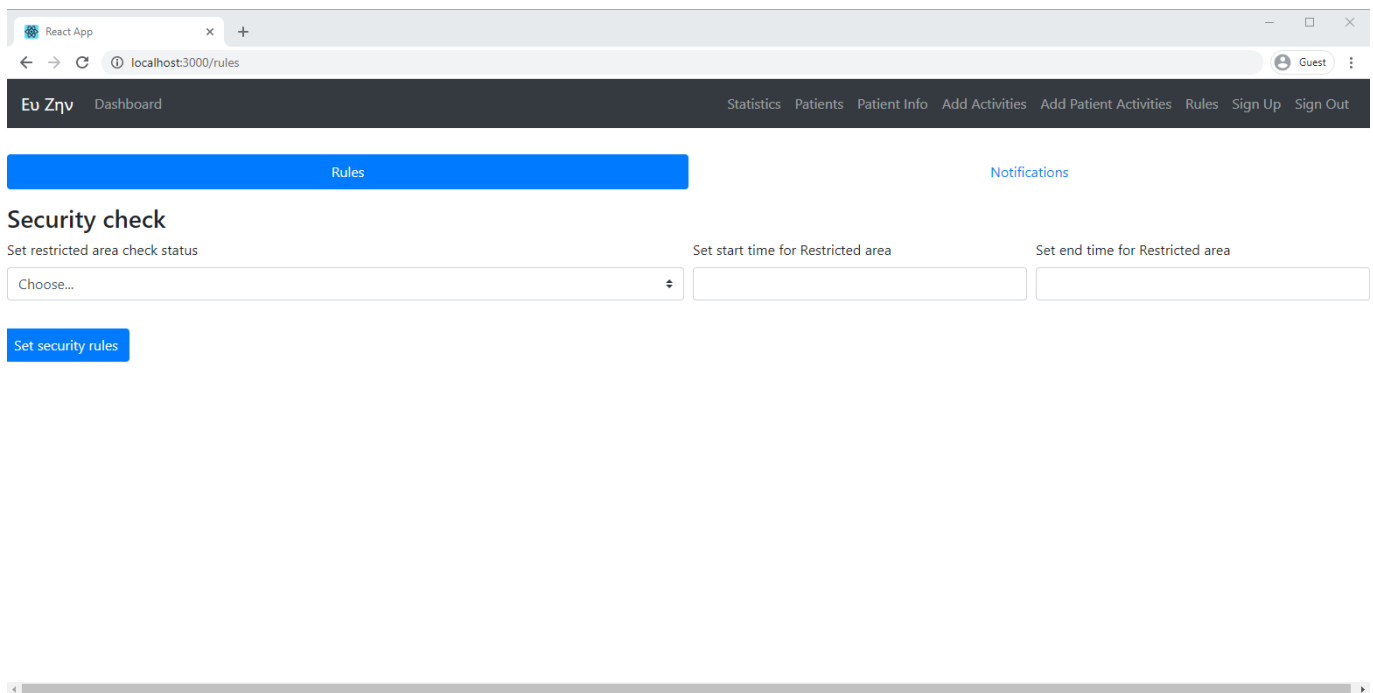 React App
localhost:3000/rules
Guest
Ευ Ζην Dashboard Statistics Patients Patient Info Add Activities Add Patient Activities Rules Sign Up Sign Out
Rules Notifications
Security check
Set restricted area check status Set start time for Restricted area Set end time for Restricted area
Choose...
Set security rules